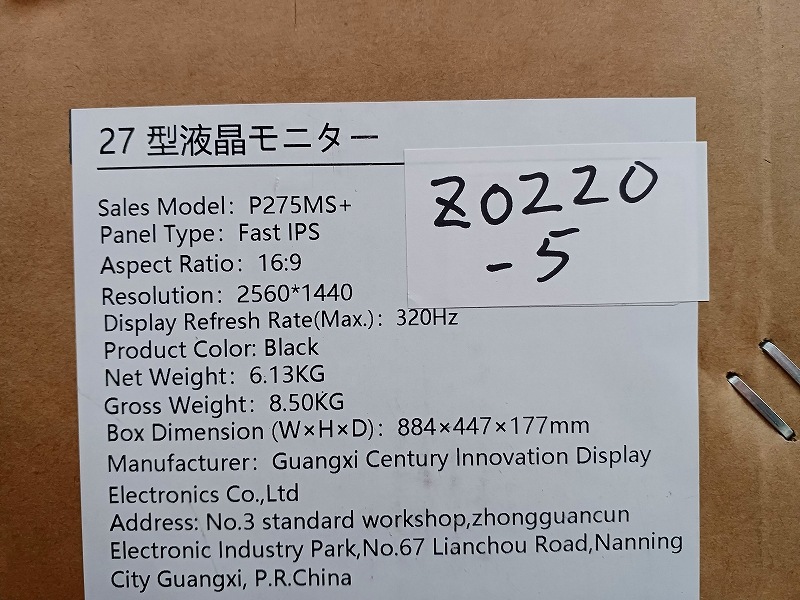 27 型液晶モニター
Z0220
-5
Sales Model: P275MS+
Panel Type: Fast IPS
Aspect Ratio: 16:9
Resolution: 2560*1440
Display Refresh Rate(Max.): 320Hz
Product Color: Black
Net Weight: 6.13KG
Gross Weight: 8.50KG
Box Dimension (W×H×D): 884×447×177mm
Manufacturer: Guangxi Century Innovation Display
Electronics Co.,Ltd
Address: No.3 standard workshop,zhongguancun
Electronic Industry Park,No.67 Lianchou Road,Nanning
City Guangxi, P.R.China